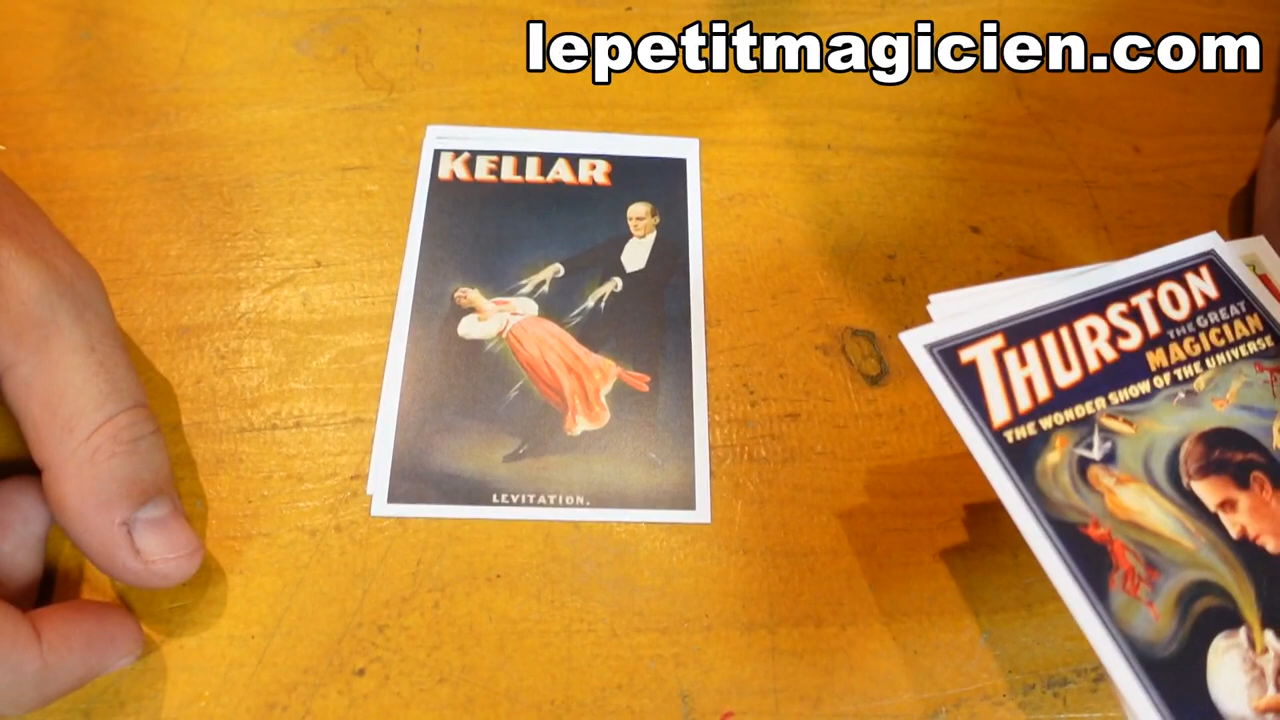 lepetitmagicien.com
KELLAR
LEVITATION.
THURSTON
THE GREAT
MAGICIAN
THE WONDER SHOW OF THE UNIVERSE